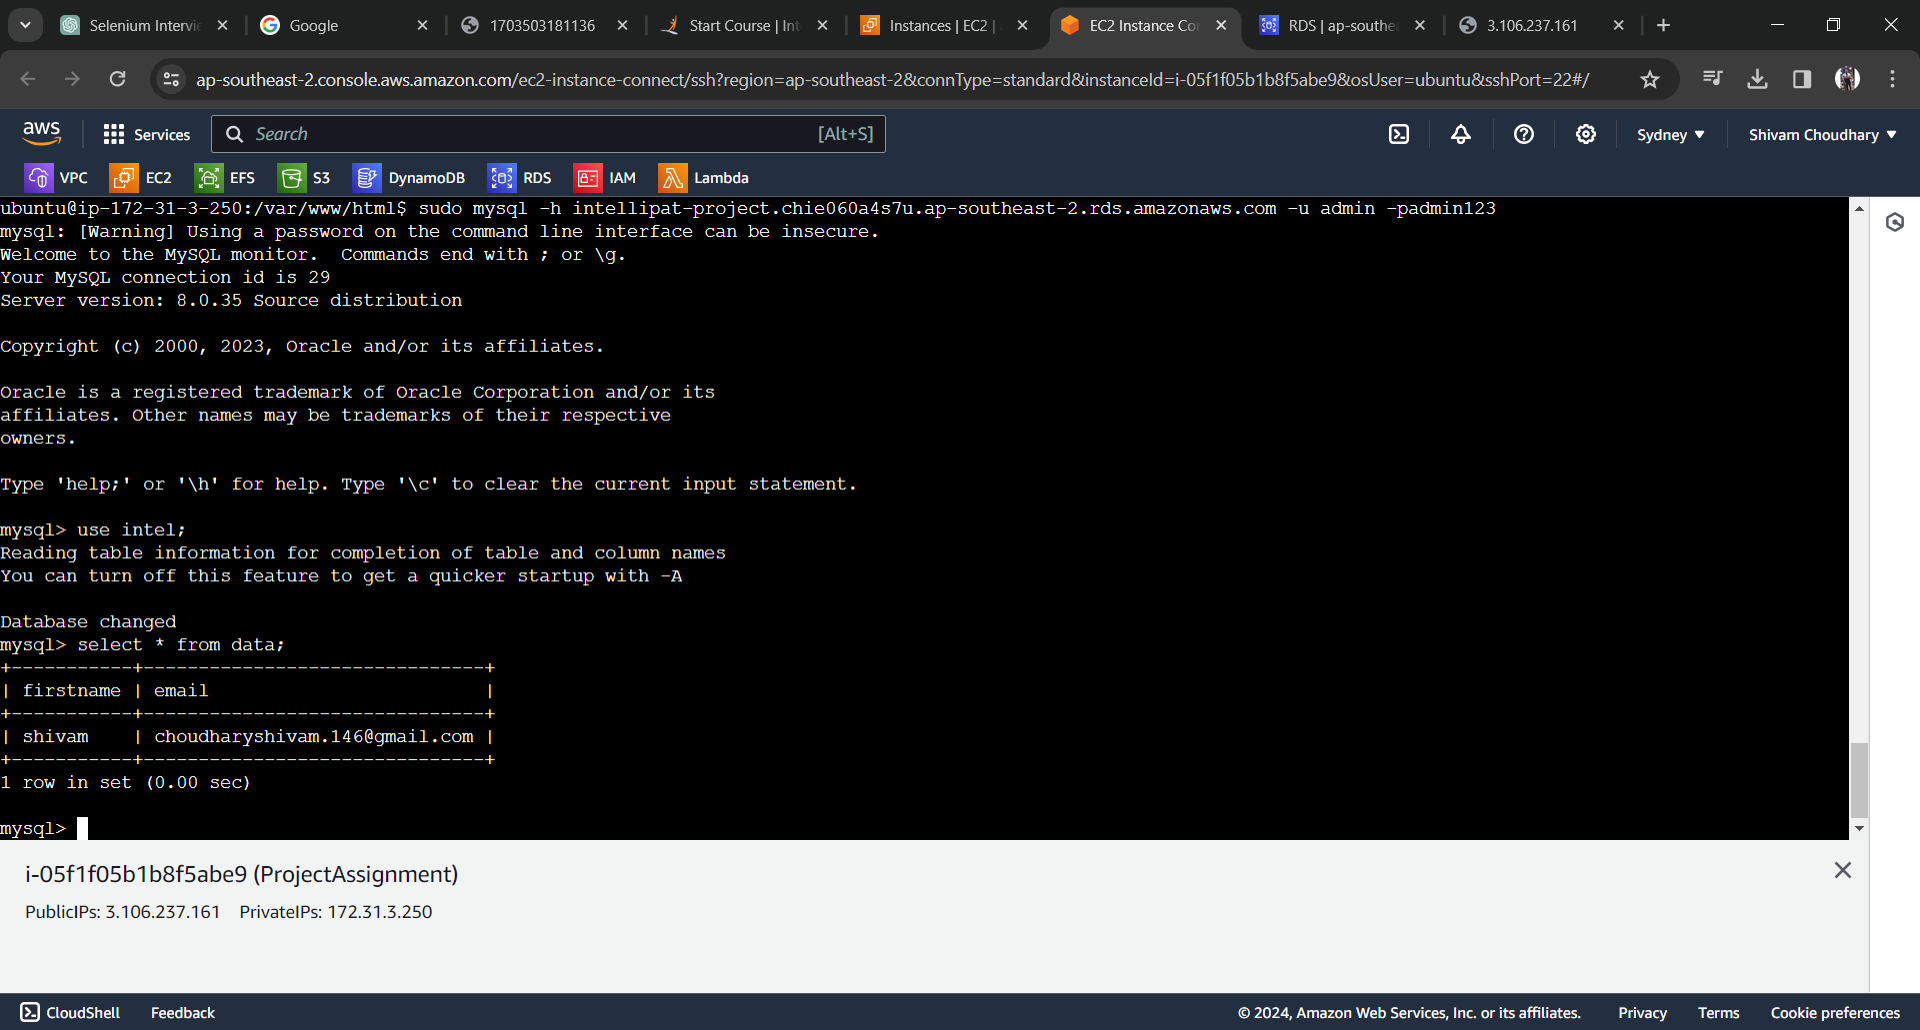 Selenium Intervie
Google
1703503181136
Start Course | Int
Instances | EC2 |
EC2 Instance Co
RDS | ap-southe
3.106.237.161
ap-southeast-2.console.aws.amazon.com/ec2-instance-connect/ssh?region=ap-southeast-2&connType=standard&instanceId=i-05f1f05b1b8f5abe9&osUser=ubuntu&sshPort=22#/
aws
Services
Search
[Alt+S]
Sydney
Shivam Choudhary
VPC
EC2
EFS
S3
DynamoDB
RDS
IAM
Lambda
ubuntu@ip-172-31-3-250:/var/www/html$ sudo mysql -h intellipat-project.chie060a4s7u.ap-southeast-2.rds.amazonaws.com -u admin -padmin123
mysql: [Warning] Using a password on the command line interface can be insecure.
Welcome to the MySQL monitor.  Commands end with ; or \g.
Your MySQL connection id is 29
Server version: 8.0.35 Source distribution
Copyright (c) 2000, 2023, Oracle and/or its affiliates.
Oracle is a registered trademark of Oracle Corporation and/or its
affiliates. Other names may be trademarks of their respective
owners.
Type 'help;' or '\h' for help. Type '\c' to clear the current input statement.
mysql> use intel;
Reading table information for completion of table and column names
You can turn off this feature to get a quicker startup with -A
Database changed
mysql> select * from data;
+-----------+-------------------------------+
| firstname | email                         |
+-----------+-------------------------------+
| shivam    | choudharyshivam.146@gmail.com |
+-----------+-------------------------------+
1 row in set (0.00 sec)
mysql>
i-05f1f05b1b8f5abe9 (ProjectAssignment)
PublicIPs: 3.106.237.161    PrivateIPs: 172.31.3.250
CloudShell
Feedback
© 2024, Amazon Web Services, Inc. or its affiliates.
Privacy
Terms
Cookie preferences